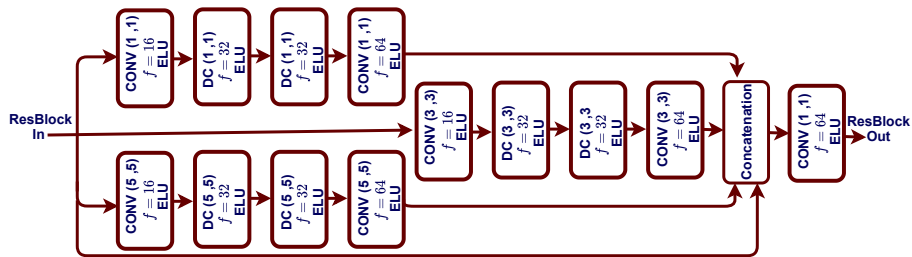 CONV (1 ,1)
f = 16
ELU
DC (1 ,1)
f = 32
ELU
DC (1 ,1)
f = 32
ELU
CONV (1 ,1)
f = 64
ELU
ResBlock
In
CONV (3 ,3)
f = 16
ELU
DC (3 ,3)
f = 32
ELU
DC (3 ,3
f = 32
ELU
CONV (3 ,3)
f = 64
ELU
Concatenation
CONV (1 ,1)
f = 64
ELU
ResBlock
Out
CONV (5 ,5)
f = 16
ELU
DC (5 ,5)
f = 32
ELU
DC (5 ,5)
f = 32
ELU
CONV (5 ,5)
f = 64
ELU